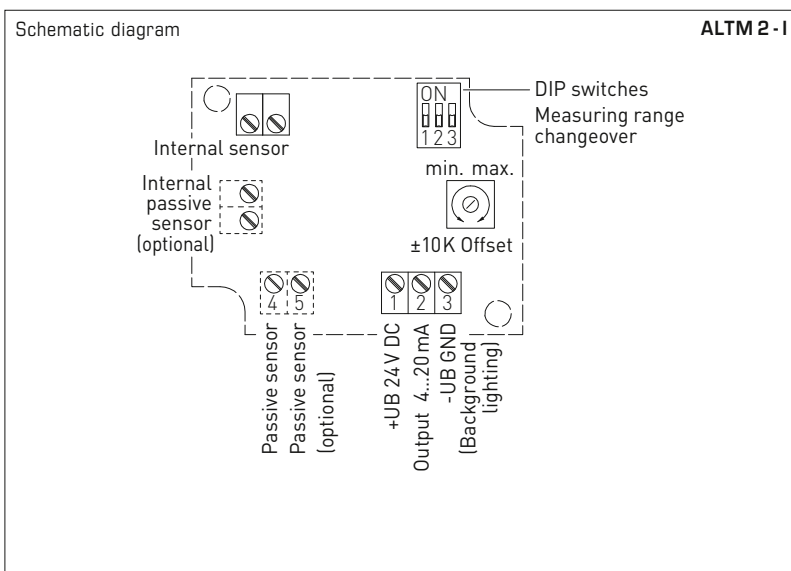 Schematic diagram
ALTM 2 - I
ON
1 2 3
DIP switches
Measuring range
changeover
Internal sensor
min. max.
Internal
passive
sensor
(optional)
±10K Offset
4 5
1 2 3
Passive sensor
Passive sensor
(optional)
+UB 24V DC
Output 4...20mA
-UB GND
(Background
lighting)